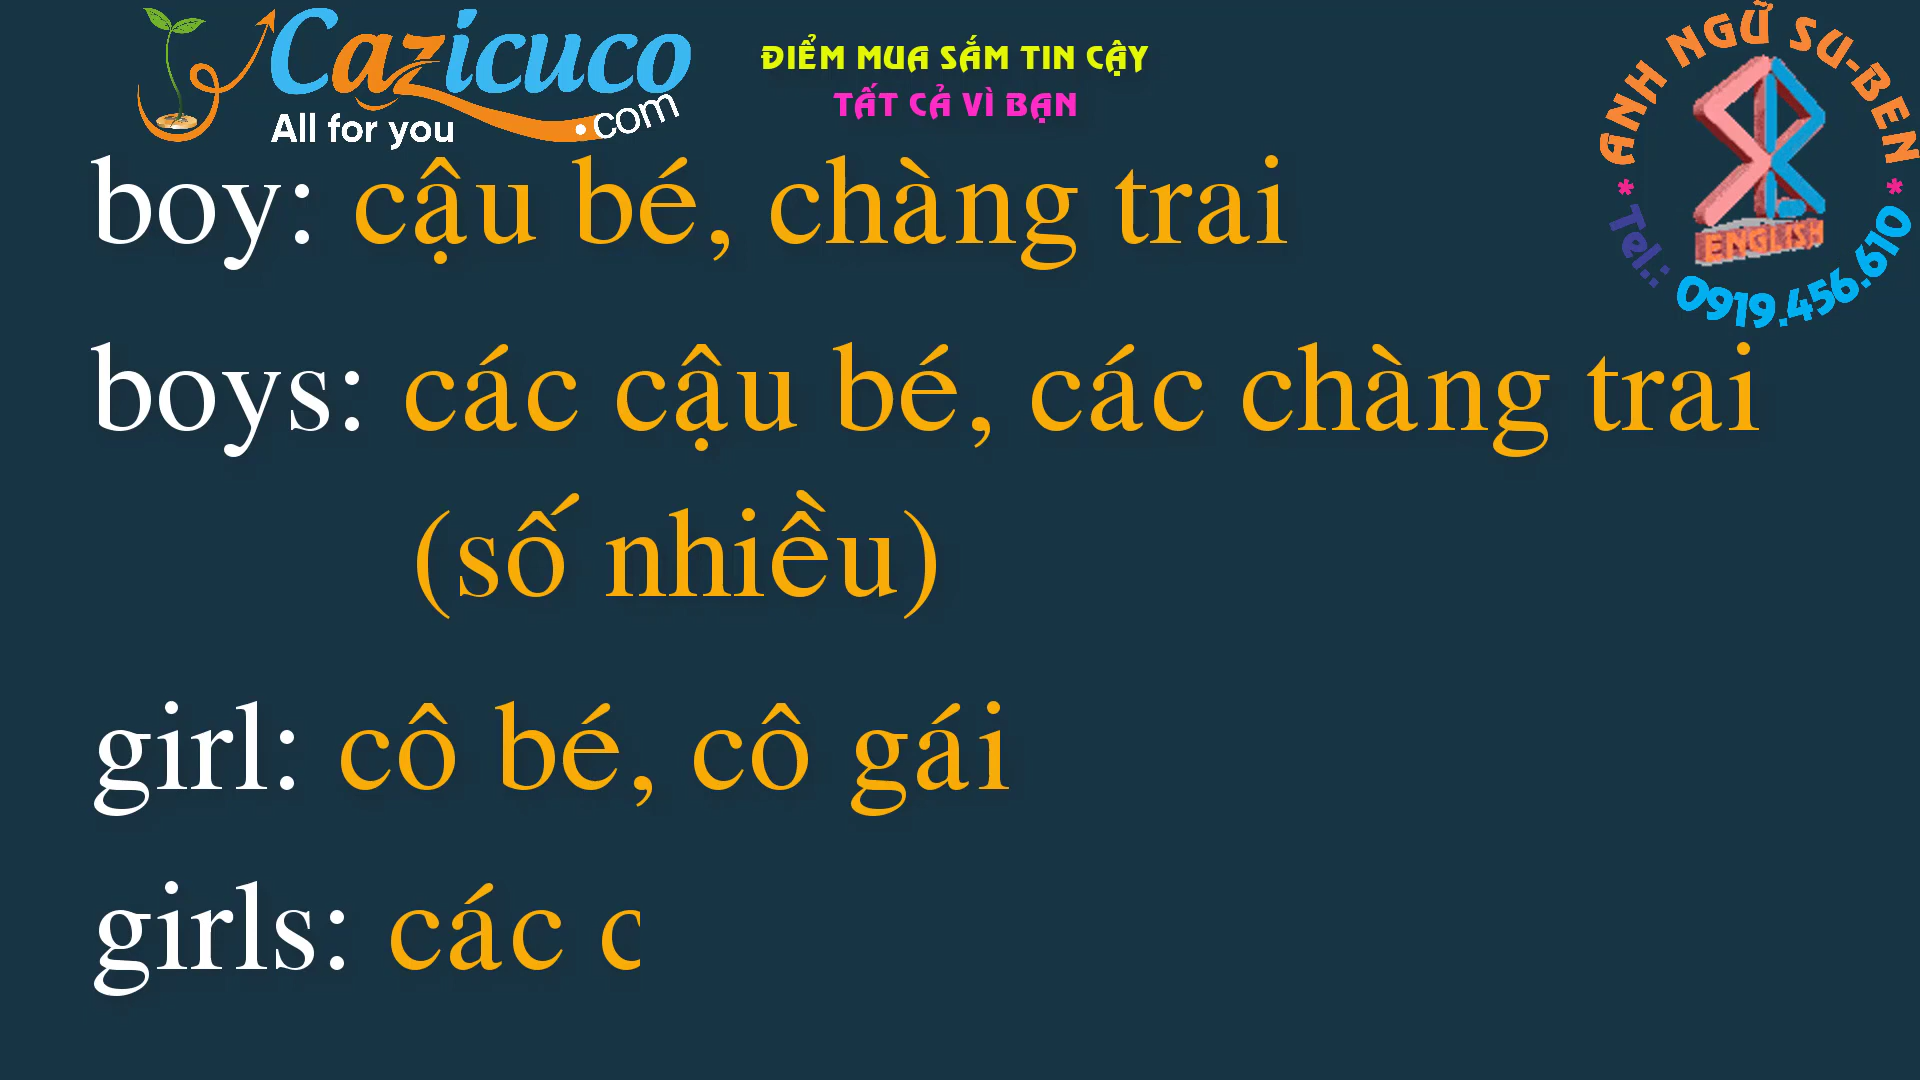 Cazicuco
.com
All for you
ĐIỂM MUA SẮM TIN CẬY
TẤT CẢ VÌ BẠN
ANH NGỮ SU-BEN
ENGLISH
* Tel.: 0919.456.610 *
boy: cậu bé, chàng trai
boys: các cậu bé, các chàng trai
(số nhiều)
girl: cô bé, cô gái
girls: các c